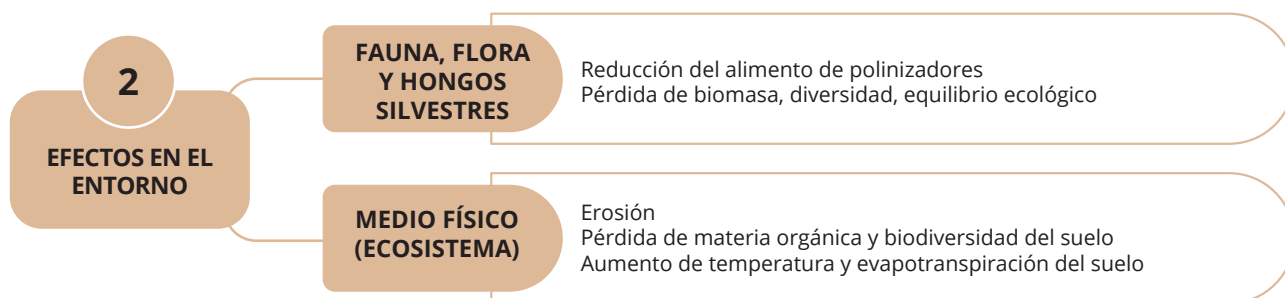 2
EFECTOS EN EL
ENTORNO
FAUNA, FLORA
Y HONGOS
SILVESTRES
Reducción del alimento de polinizadores
Pérdida de biomasa, diversidad, equilibrio ecológico
MEDIO FÍSICO
(ECOSISTEMA)
Erosión
Pérdida de materia orgánica y biodiversidad del suelo
Aumento de temperatura y evapotranspiración del suelo